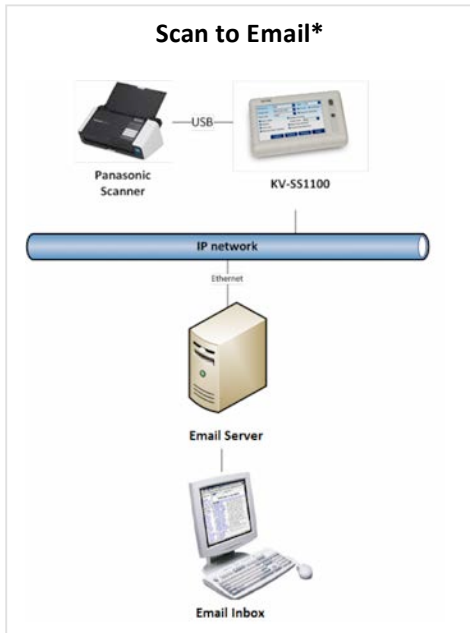 Scan to Email*
USB
Panasonic
Scanner
KV-SS1100
IP network
Ethernet
Email Server
Email Inbox